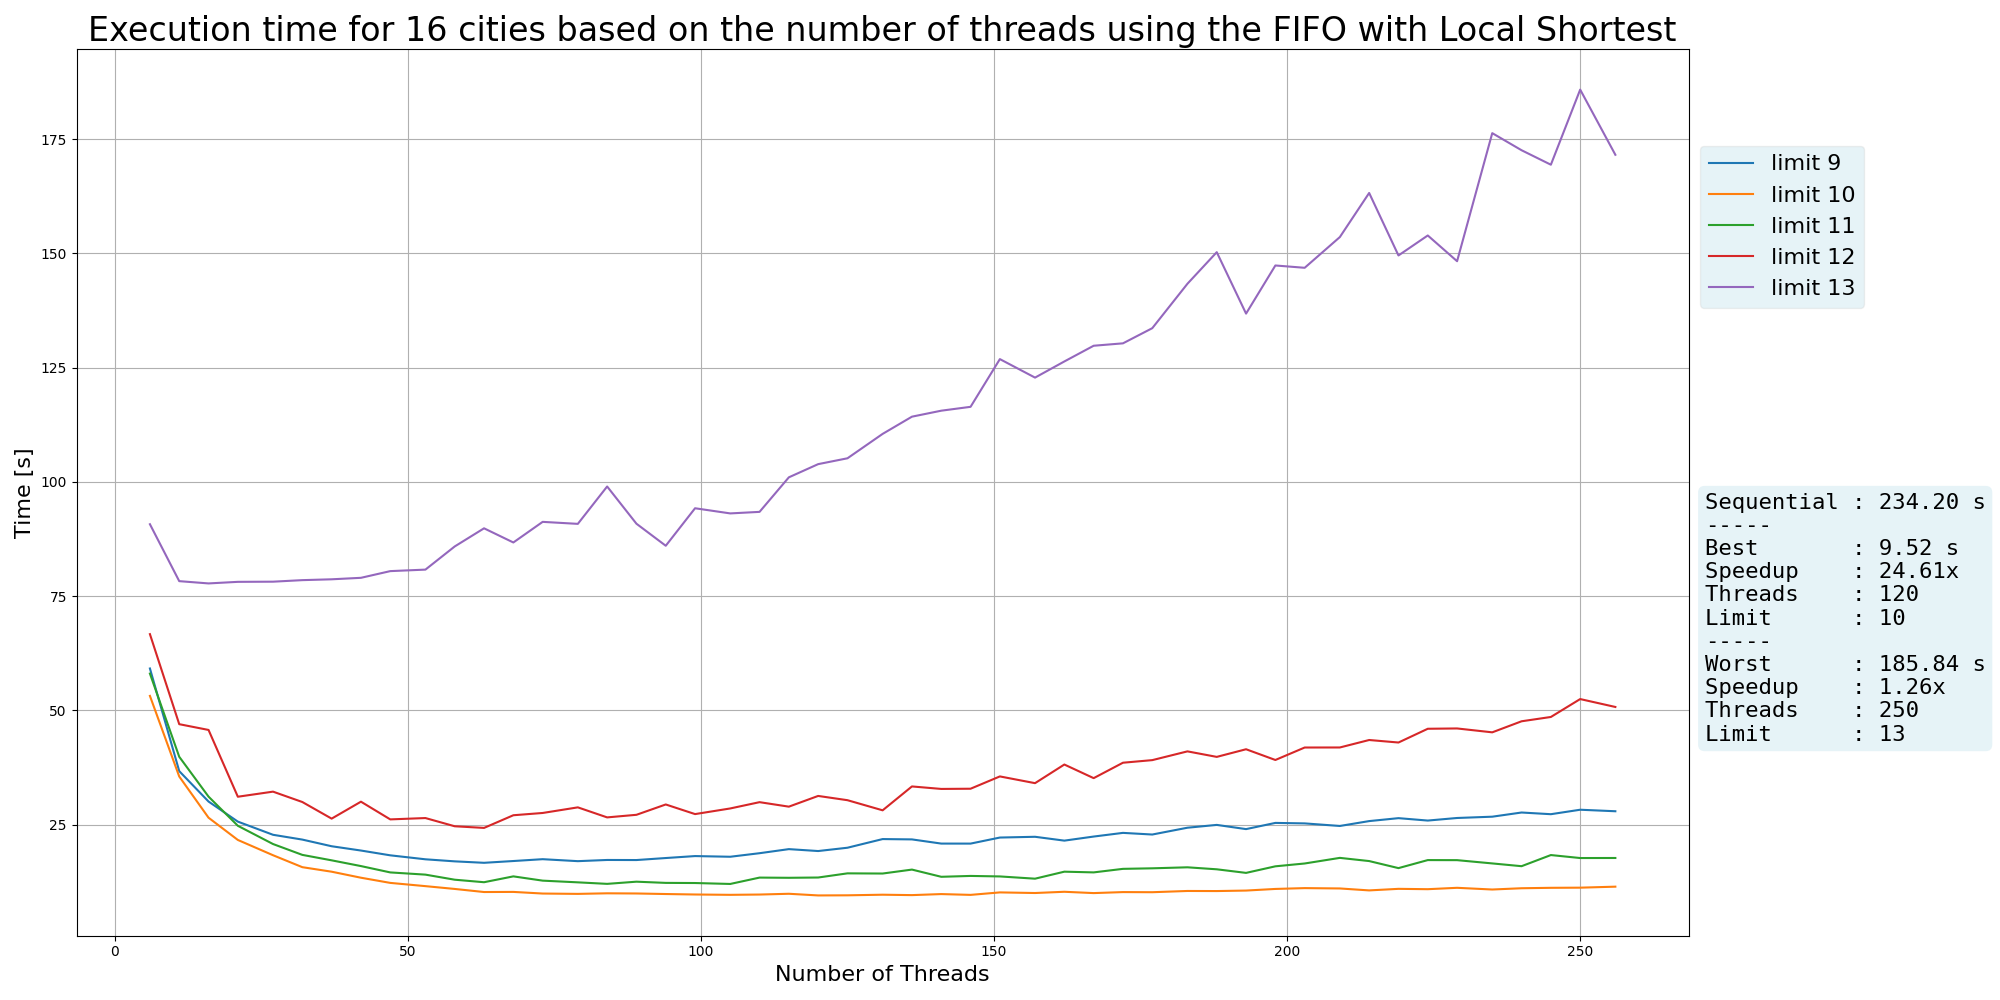 Execution time for 16 cities based on the number of threads using the FIFO with Local Shortest
Time [s]
175
150
125
100
75
50
25
0 50 100 150 200 250
Number of Threads
limit 9
limit 10
limit 11
limit 12
limit 13
Sequential : 234.20 s
-----
Best : 9.52 s
Speedup : 24.61x
Threads : 120
Limit : 10
-----
Worst : 185.84 s
Speedup : 1.26x
Threads : 250
Limit : 13